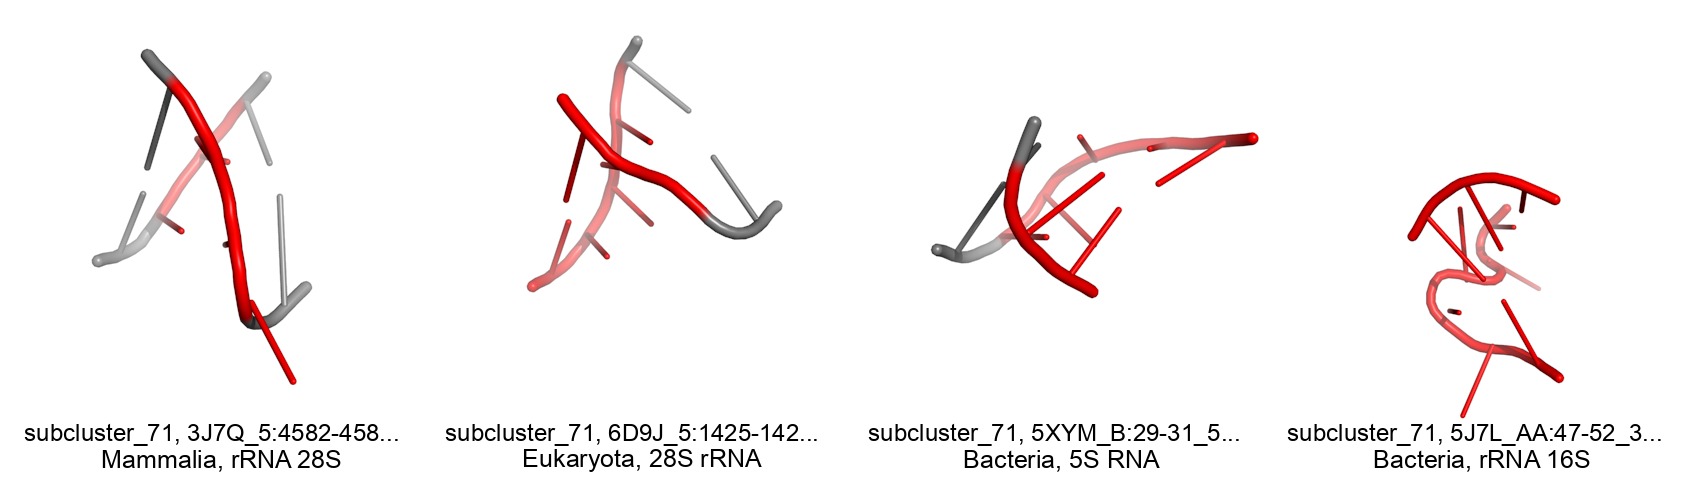 subcluster_71, 3J7Q_5:4582-458...
Mammalia, rRNA 28S
subcluster_71, 6D9J_5:1425-142...
Eukaryota, 28S rRNA
subcluster_71, 5XYM_B:29-31_5...
Bacteria, 5S RNA
subcluster_71, 5J7L_AA:47-52_3...
Bacteria, rRNA 16S